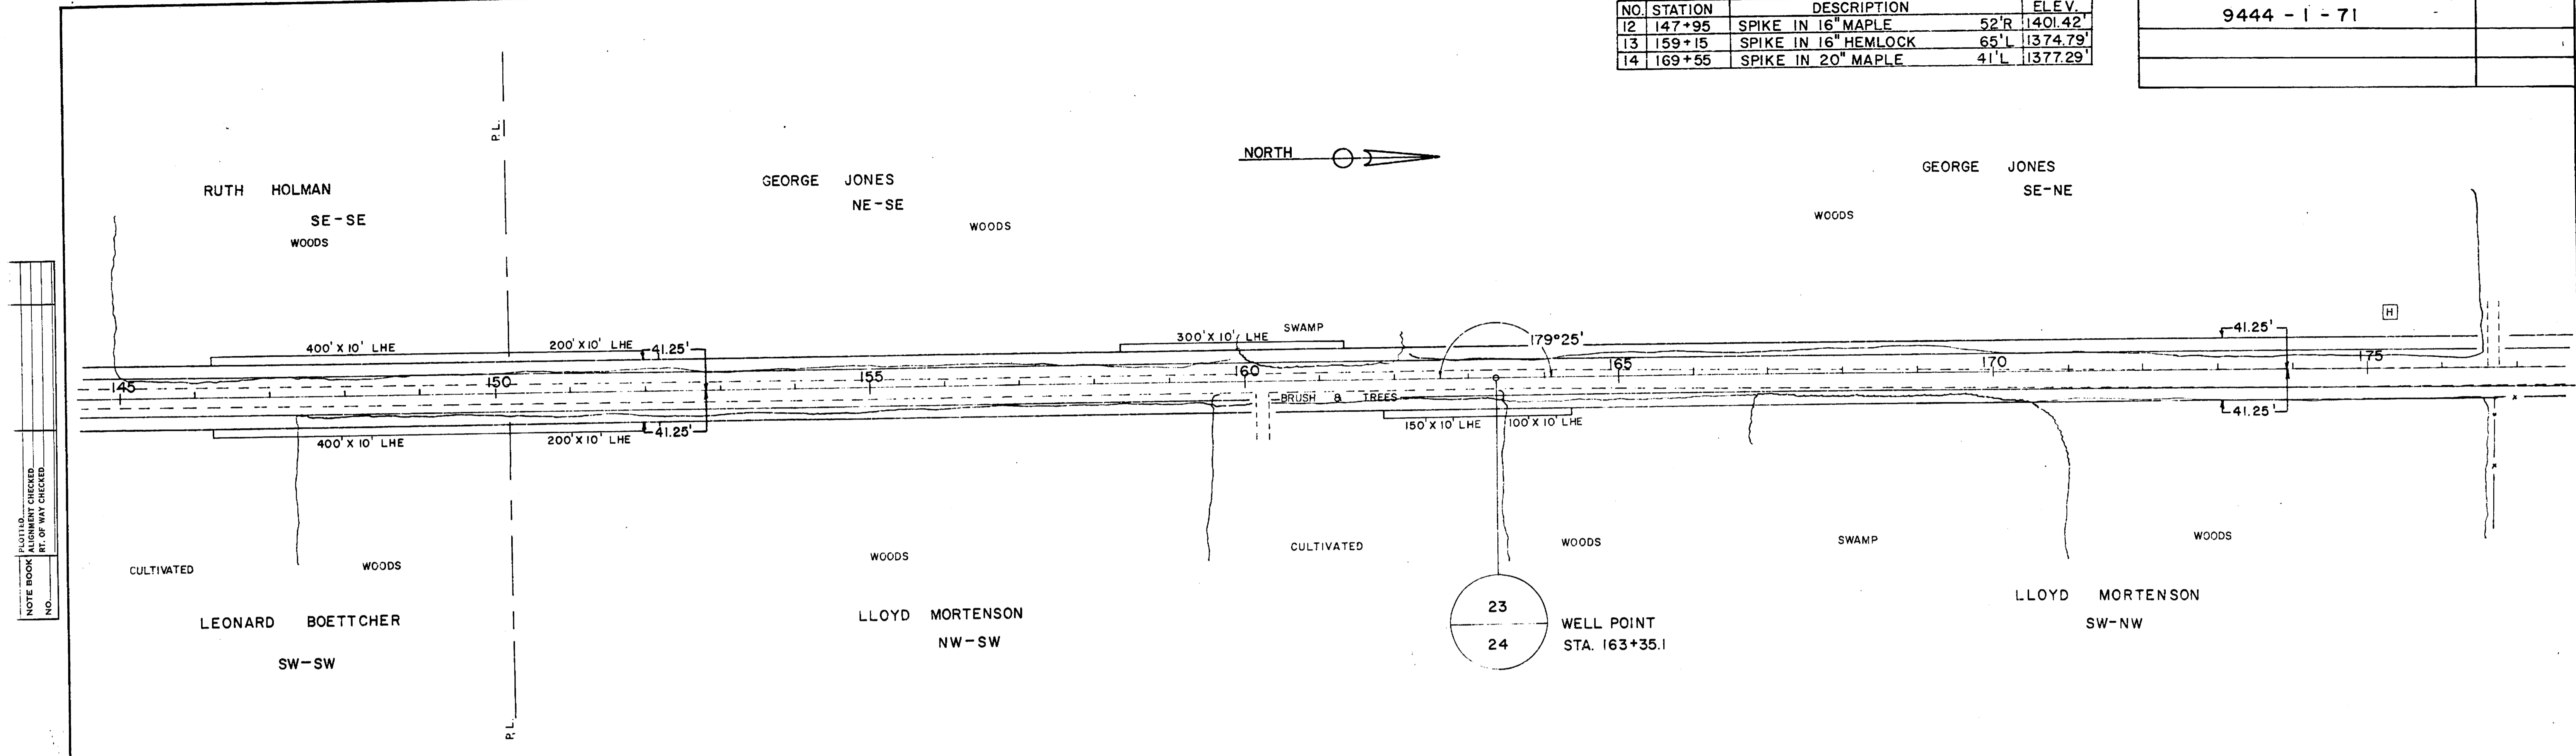 NO. STATION DESCRIPTION ELEV.
12 147+95 SPIKE IN 16" MAPLE 52'R 1401.42'
13 159+15 SPIKE IN 16" HEMLOCK 65'L 1374.79'
14 169+55 SPIKE IN 20" MAPLE 41'L 1377.29'
9444 - 1 - 71
P.L.
NORTH
RUTH HOLMAN
SE-SE
WOODS
GEORGE JONES
NE-SE
WOODS
GEORGE JONES
SE-NE
WOODS
H
400' X 10' LHE
200' X 10' LHE
41.25'
300' X 10' LHE
SWAMP
179°25'
41.25'
145
150
155
160
165
170
175
BRUSH & TREES
400' X 10' LHE
200' X 10' LHE
41.25'
150' X 10' LHE
100' X 10' LHE
41.25'
CULTIVATED
WOODS
WOODS
CULTIVATED
WOODS
SWAMP
WOODS
LEONARD BOETTCHER
SW-SW
LLOYD MORTENSON
NW-SW
23
24
WELL POINT
STA. 163+35.1
LLOYD MORTENSON
SW-NW
P.L.
NOTE BOOK
NO.
PLOTTED
ALIGNMENT CHECKED
RT. OF WAY CHECKED